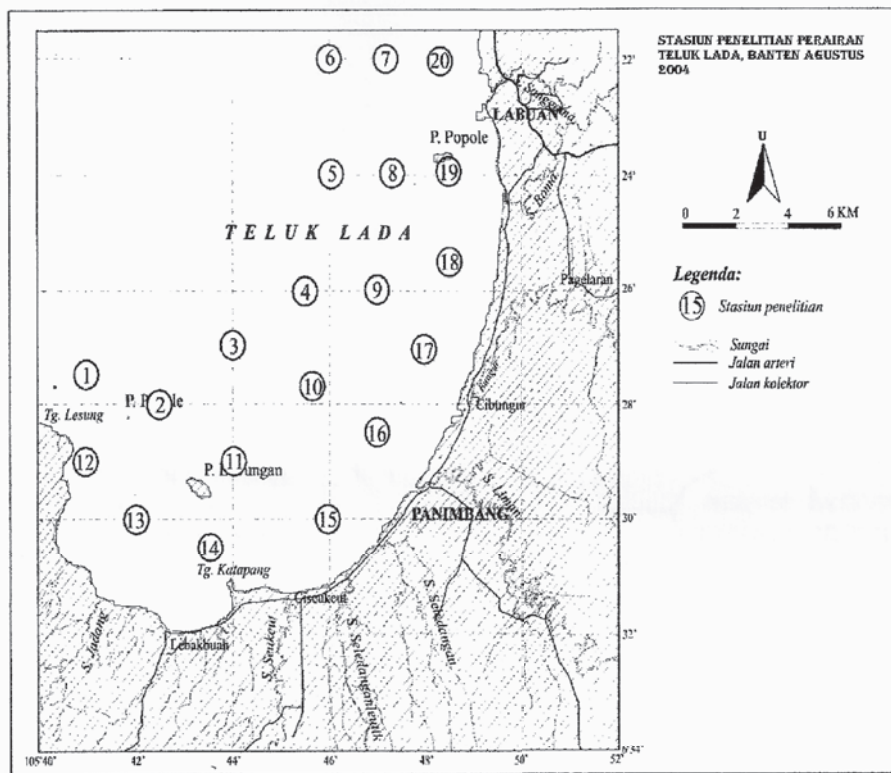 STASIUN PENELITIAN PERAIRAN
TELUK LADA, BANTEN AGUSTUS
2004
U
0 2 4 6 KM
Legenda:
15 Stasiun penelitian
Sungai
Jalan arteri
Jalan kolektor
6 7 20
22'
LABUAN
P. Popole
5 8 19
24'
S. Bama
TELUK LADA
18
Pagelaran
4 9
26'
3
17
1
10
Cibungur
2
28'
Tg. Lesung
16
12
11
P.
13
15
PANIMBANG
S. Liman
30'
14
Tg. Katapang
Ciseukeut
S. Jadang
Lebakbuah
S. Seukeut
32'
105°40' 42' 44' 46' 48' 50' 52'